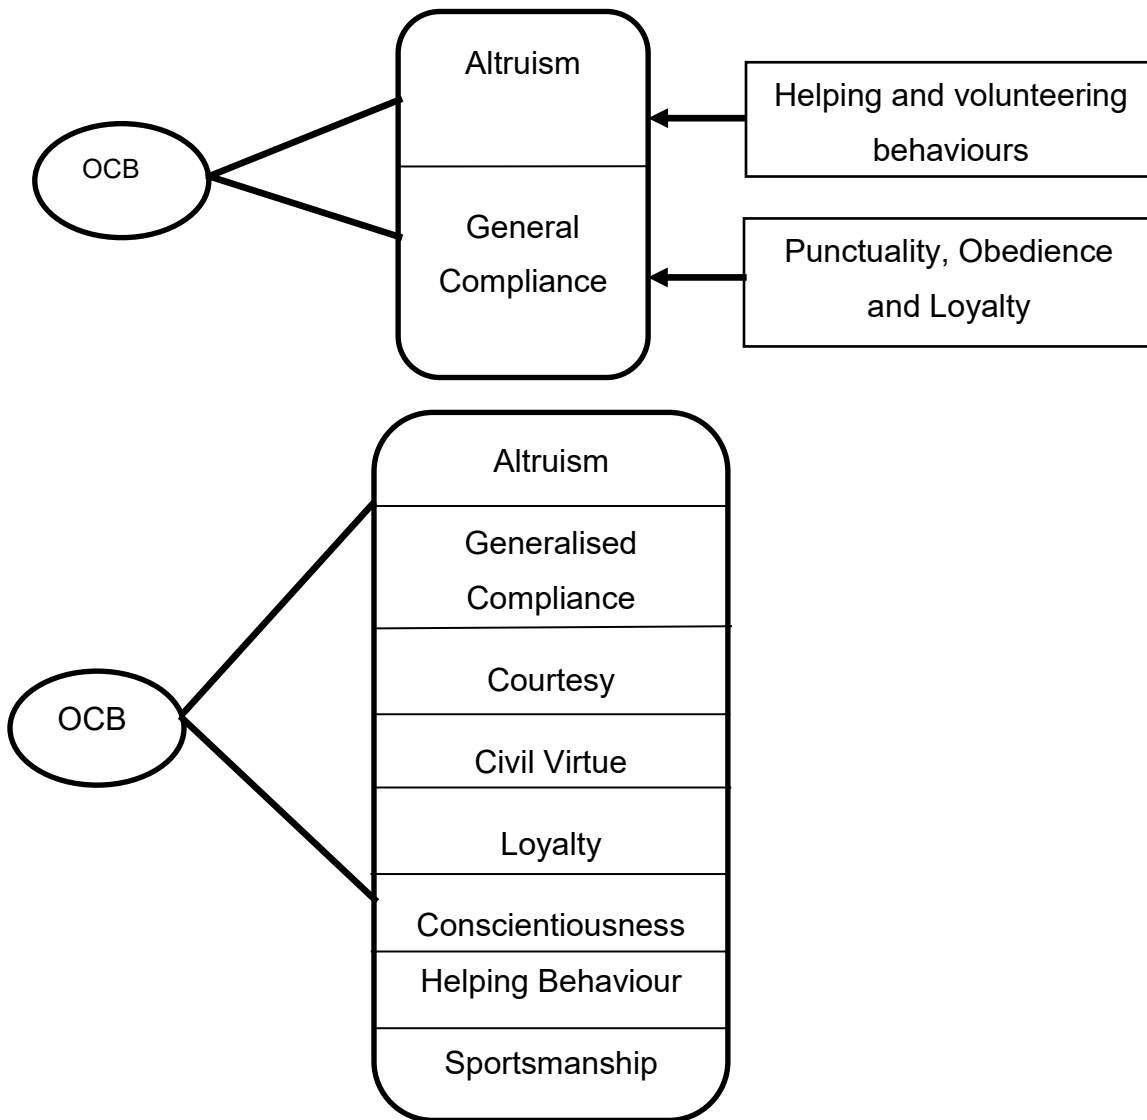 OCB
Altruism
General
Compliance
Helping and volunteering
behaviours
Punctuality, Obedience
and Loyalty
OCB
Altruism
Generalised
Compliance
Courtesy
Civil Virtue
Loyalty
Conscientiousness
Helping Behaviour
Sportsmanship